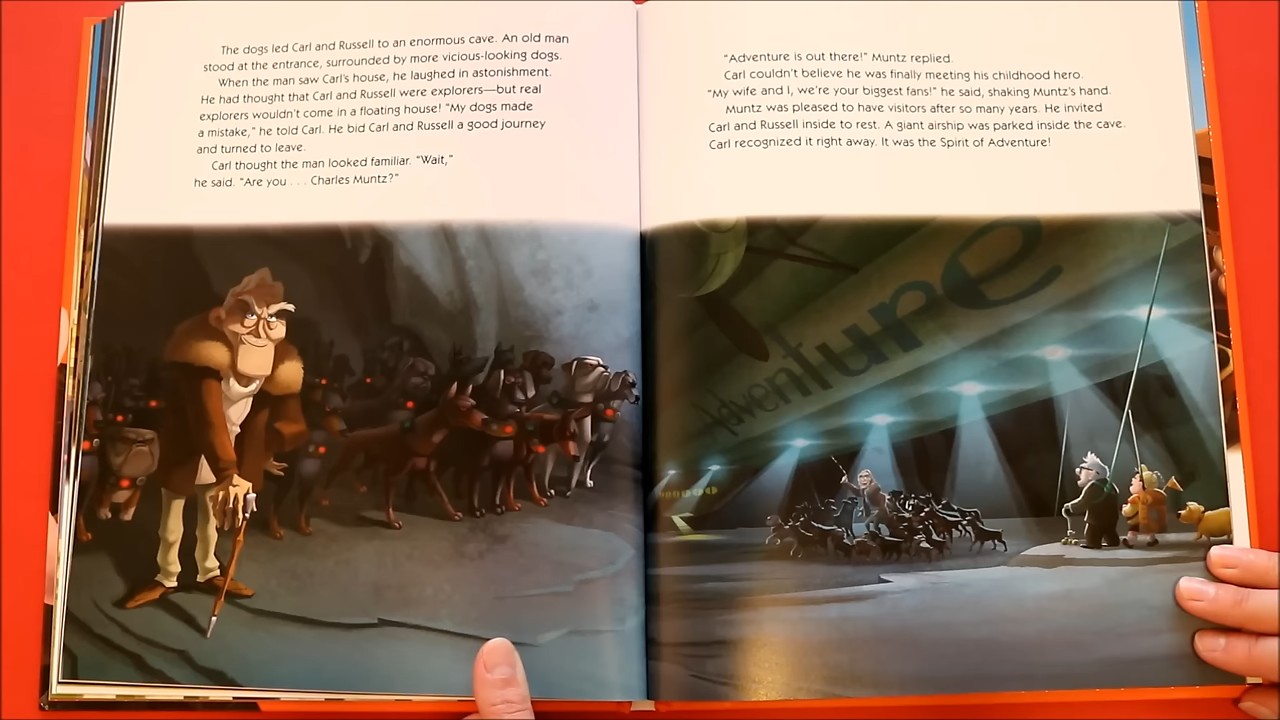 The dogs led Carl and Russell to an enormous cave. An old man
stood at the entrance, surrounded by more vicious-looking dogs.
When the man saw Carl's house, he laughed in astonishment.
He had thought that Carl and Russell were explorers—but real
explorers wouldn't come in a floating house! "My dogs made
a mistake," he told Carl. He bid Carl and Russell a good journey
and turned to leave.
Carl thought the man looked familiar. "Wait,"
he said. "Are you . . . Charles Muntz?"
"Adventure is out there!" Muntz replied.
Carl couldn't believe he was finally meeting his childhood hero.
"My wife and I, we're your biggest fans!" he said, shaking Muntz's hand.
Muntz was pleased to have visitors after so many years. He invited
Carl and Russell inside to rest. A giant airship was parked inside the cave.
Carl recognized it right away. It was the Spirit of Adventure!
Adventure